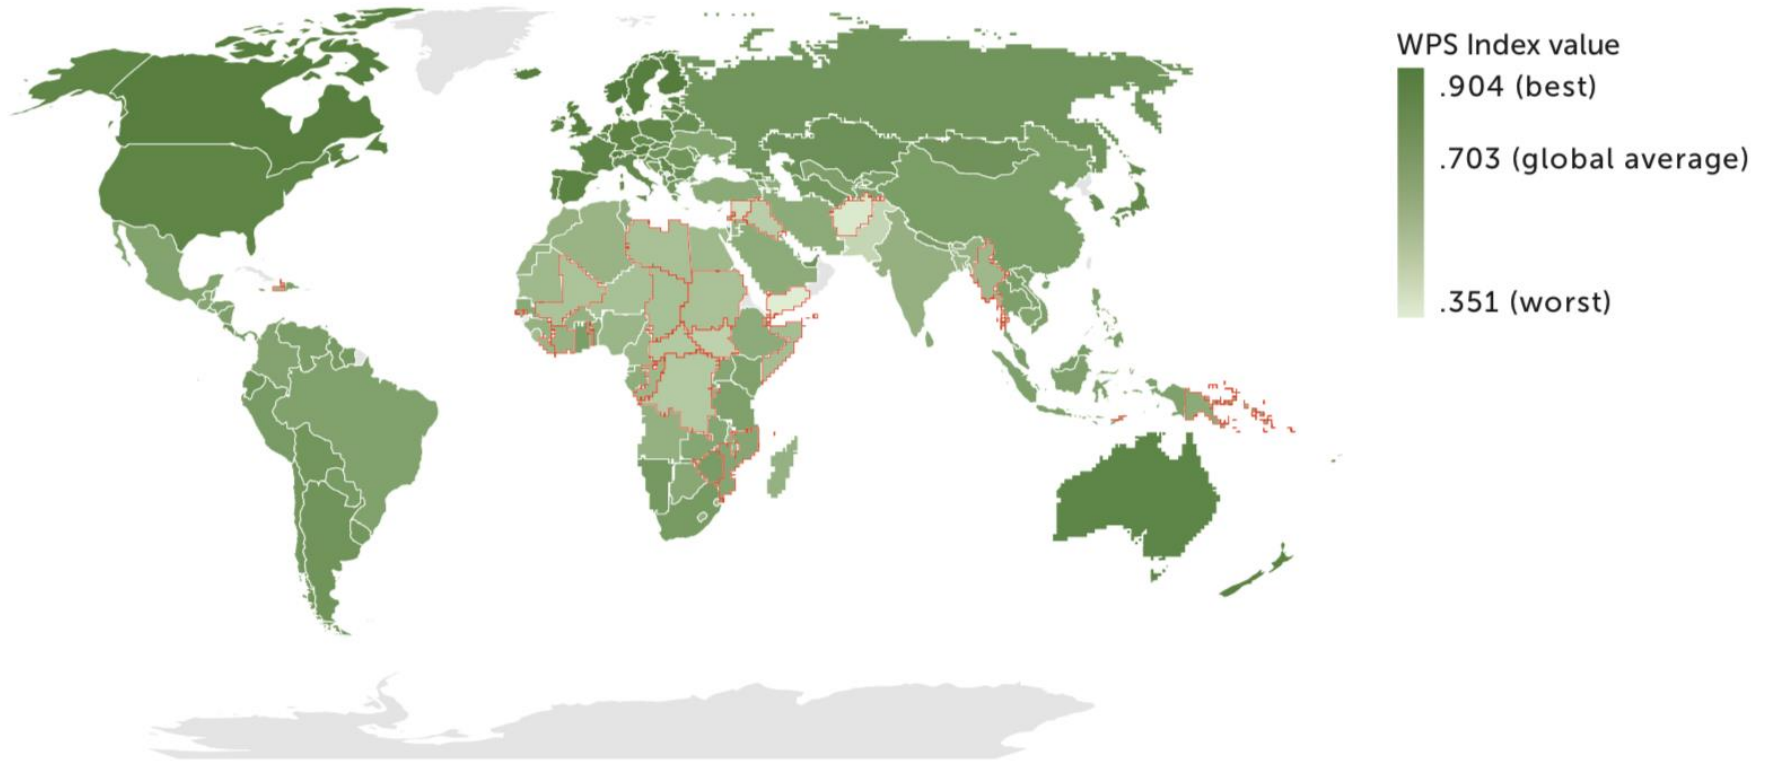 WPS Index value
.904 (best)
.703 (global average)
.351 (worst)